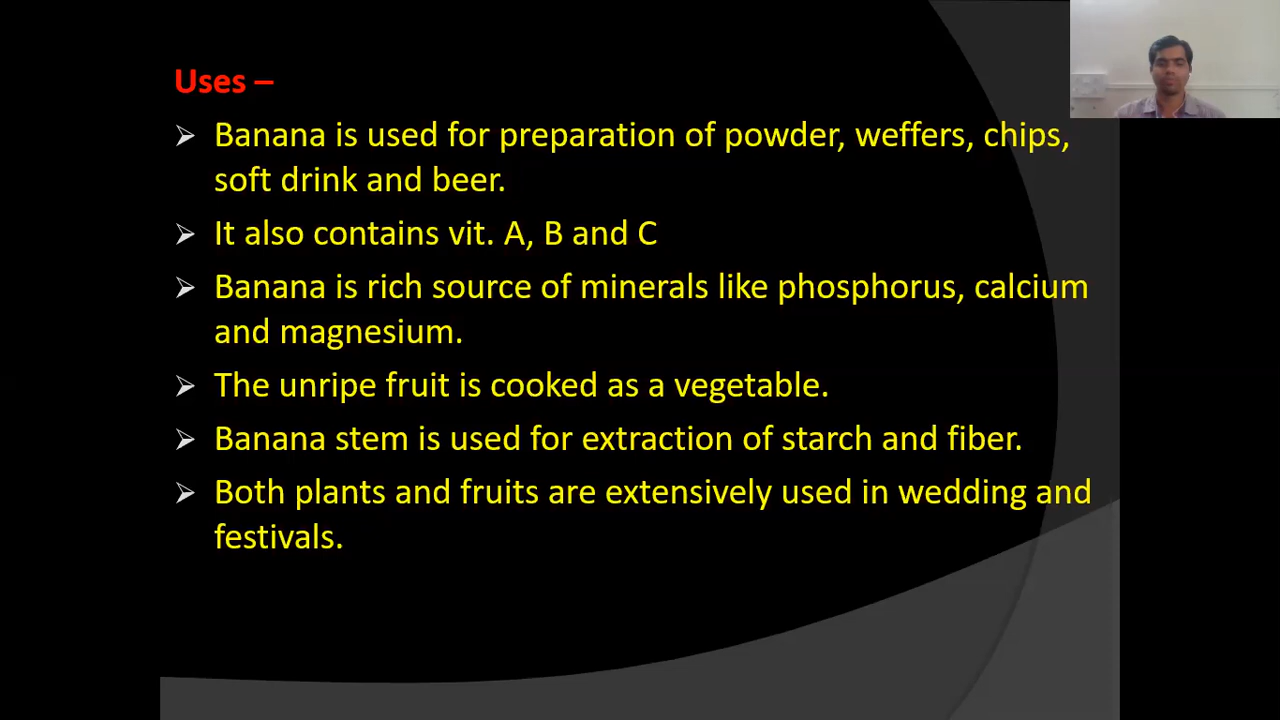 Uses –
Banana is used for preparation of powder, weffers, chips,
soft drink and beer.
It also contains vit. A, B and C
Banana is rich source of minerals like phosphorus, calcium
and magnesium.
The unripe fruit is cooked as a vegetable.
Banana stem is used for extraction of starch and fiber.
Both plants and fruits are extensively used in wedding and
festivals.